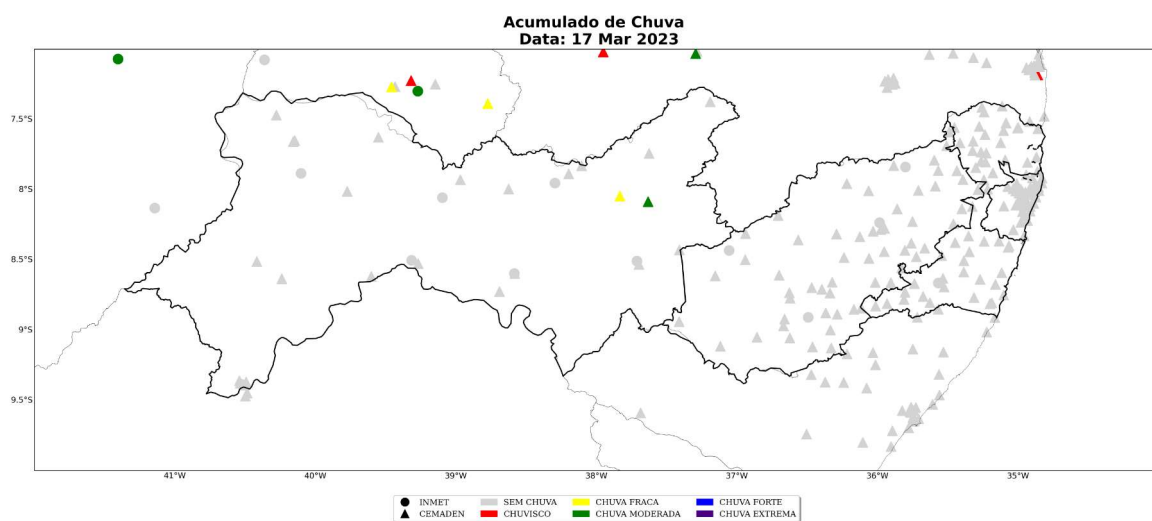 Acumulado de Chuva
Data: 17 Mar 2023
7.5°S
8°S
8.5°S
9°S
9.5°S
41°W 40°W 39°W 38°W 37°W 36°W 35°W
INMET SEM CHUVA CHUVA FRACA CHUVA FORTE
CEMADEN CHUVISCO CHUVA MODERADA CHUVA EXTREMA